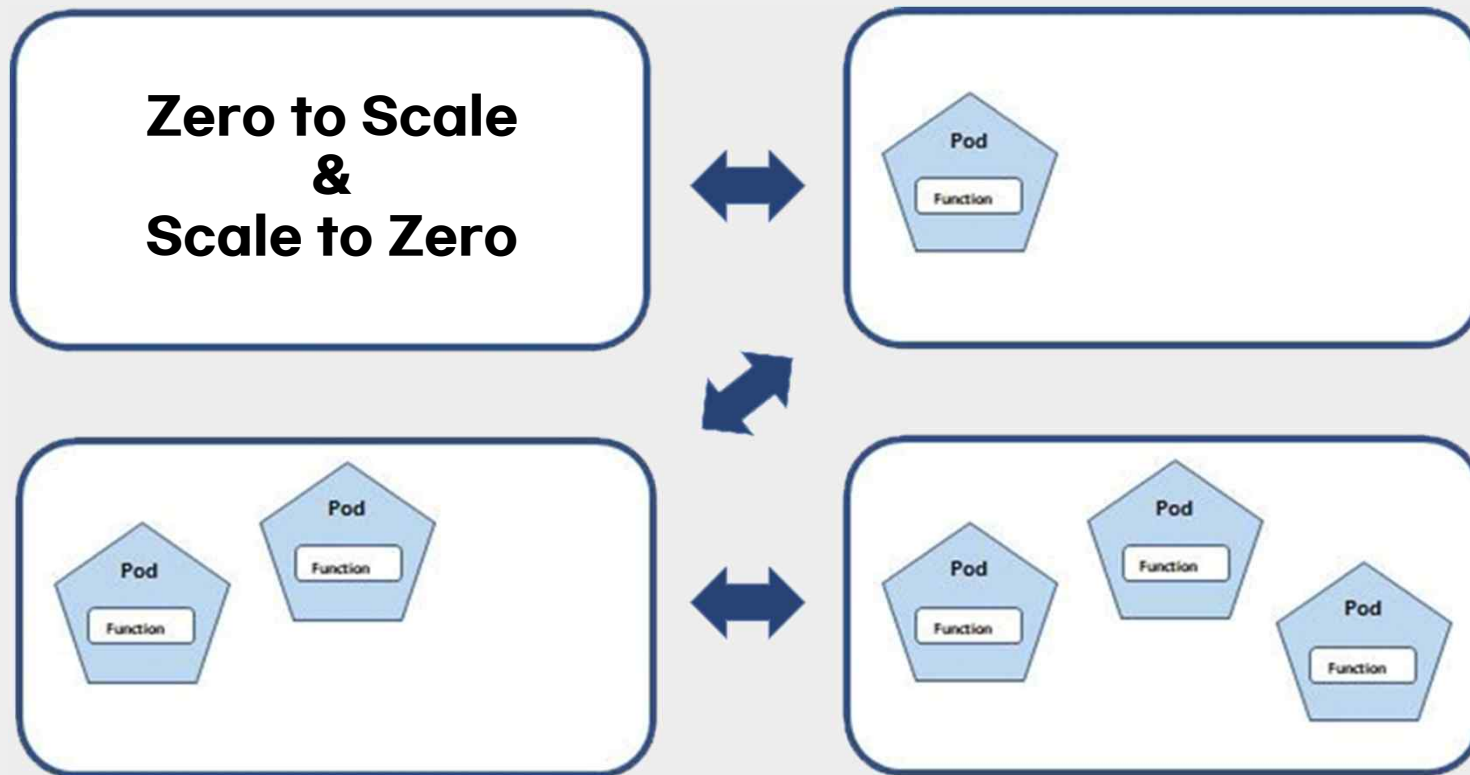 Zero to Scale
&
Scale to Zero
Pod
Function
Pod
Function
Pod
Function
Pod
Function
Pod
Function
Pod
Function